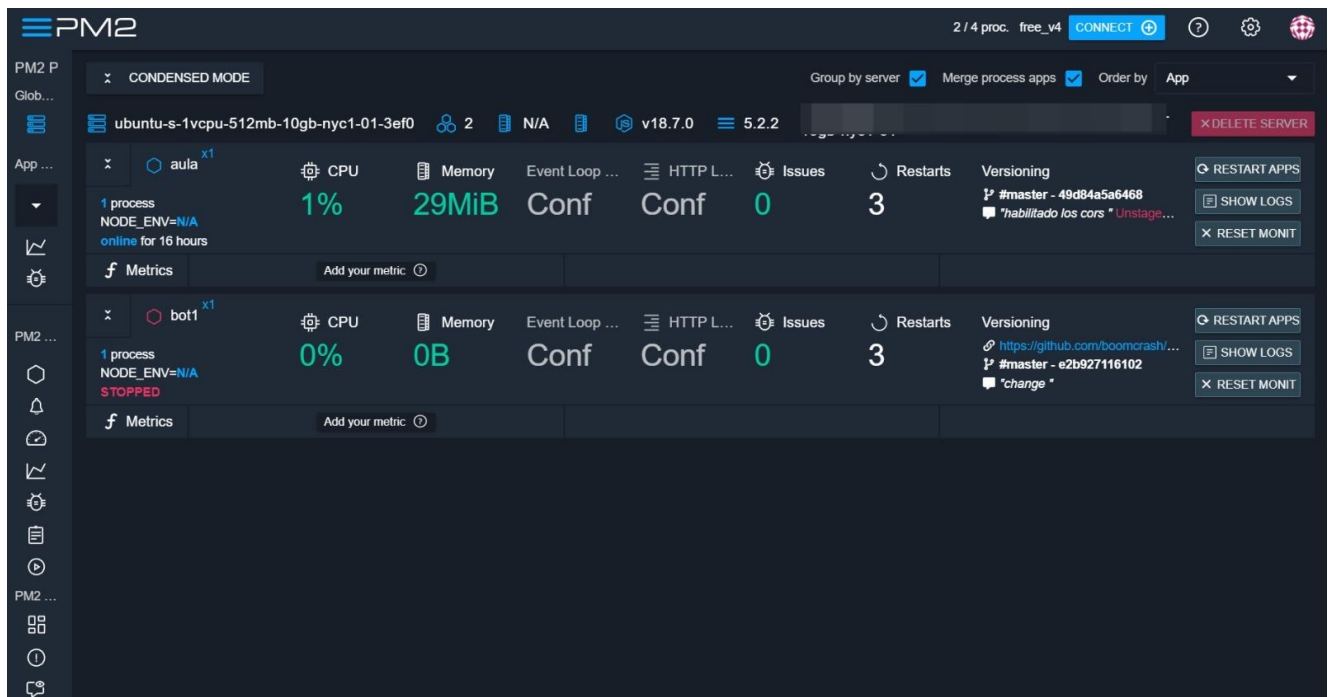 PM2
2 / 4 proc. free_v4 CONNECT
PM2 P
Glob...
CONDENSED MODE
Group by server Merge process apps Order by App
ubuntu-s-1vcpu-512mb-10gb-nyc1-01-3ef0 2 N/A v18.7.0 5.2.2
DELETE SERVER
App ...
aula x1
1 process
NODE_ENV=N/A
online for 16 hours
CPU
1%
Memory
29MiB
Event Loop ...
Conf
HTTP L...
Conf
Issues
0
Restarts
3
Versioning
#master - 49d84a5a6468
"habilitado los cors " Unstage...
RESTART APPS
SHOW LOGS
RESET MONIT
Metrics
Add your metric
bot1 x1
1 process
NODE_ENV=N/A
STOPPED
CPU
0%
Memory
0B
Event Loop ...
Conf
HTTP L...
Conf
Issues
0
Restarts
3
Versioning
https://github.com/boomcrash/...
#master - e2b927116102
"change "
RESTART APPS
SHOW LOGS
RESET MONIT
Metrics
Add your metric
PM2 ...
PM2 ...